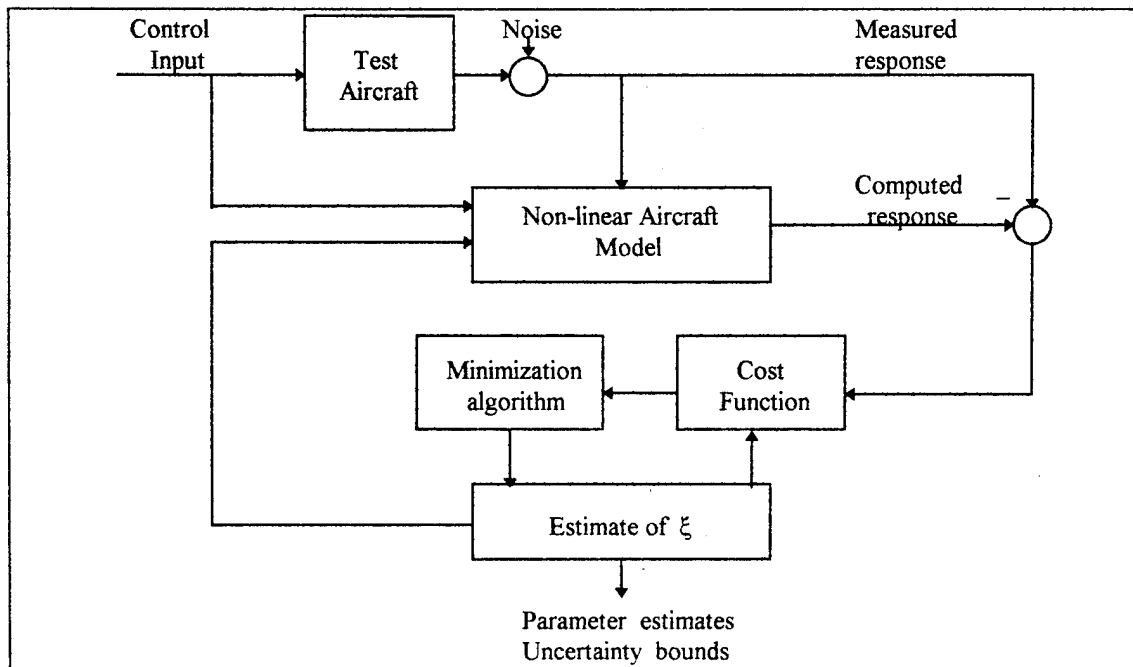 Control
Input
Test
Aircraft
Noise
Measured
response
Non-linear Aircraft
Model
Computed
response
–
Minimization
algorithm
Cost
Function
Estimate of ξ
Parameter estimates
Uncertainty bounds